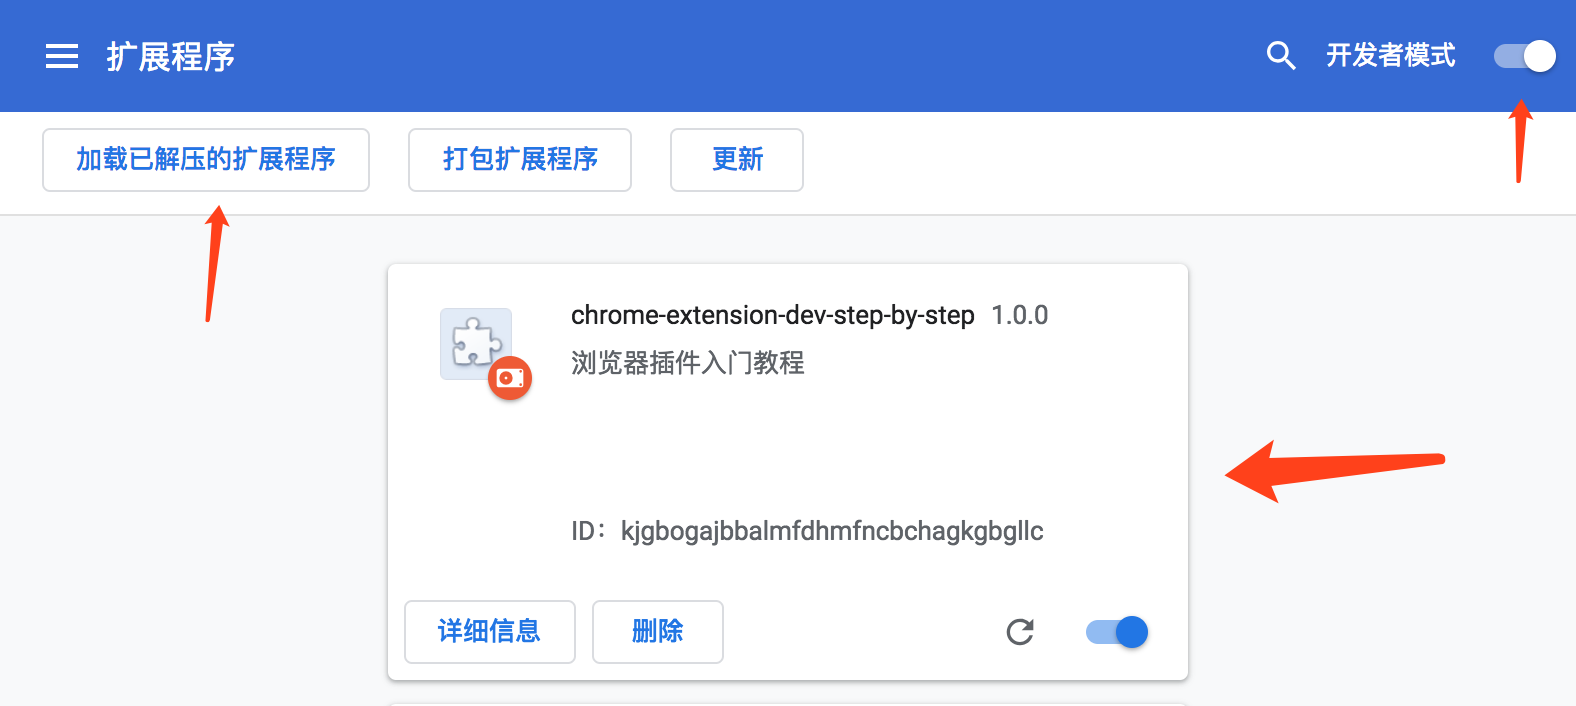 扩展程序
开发者模式
加载已解压的扩展程序
打包扩展程序
更新
chrome-extension-dev-step-by-step 1.0.0
浏览器插件入门教程
ID：kjgbogajbbalmfdhmfncbchagkgbgllc
详细信息
删除